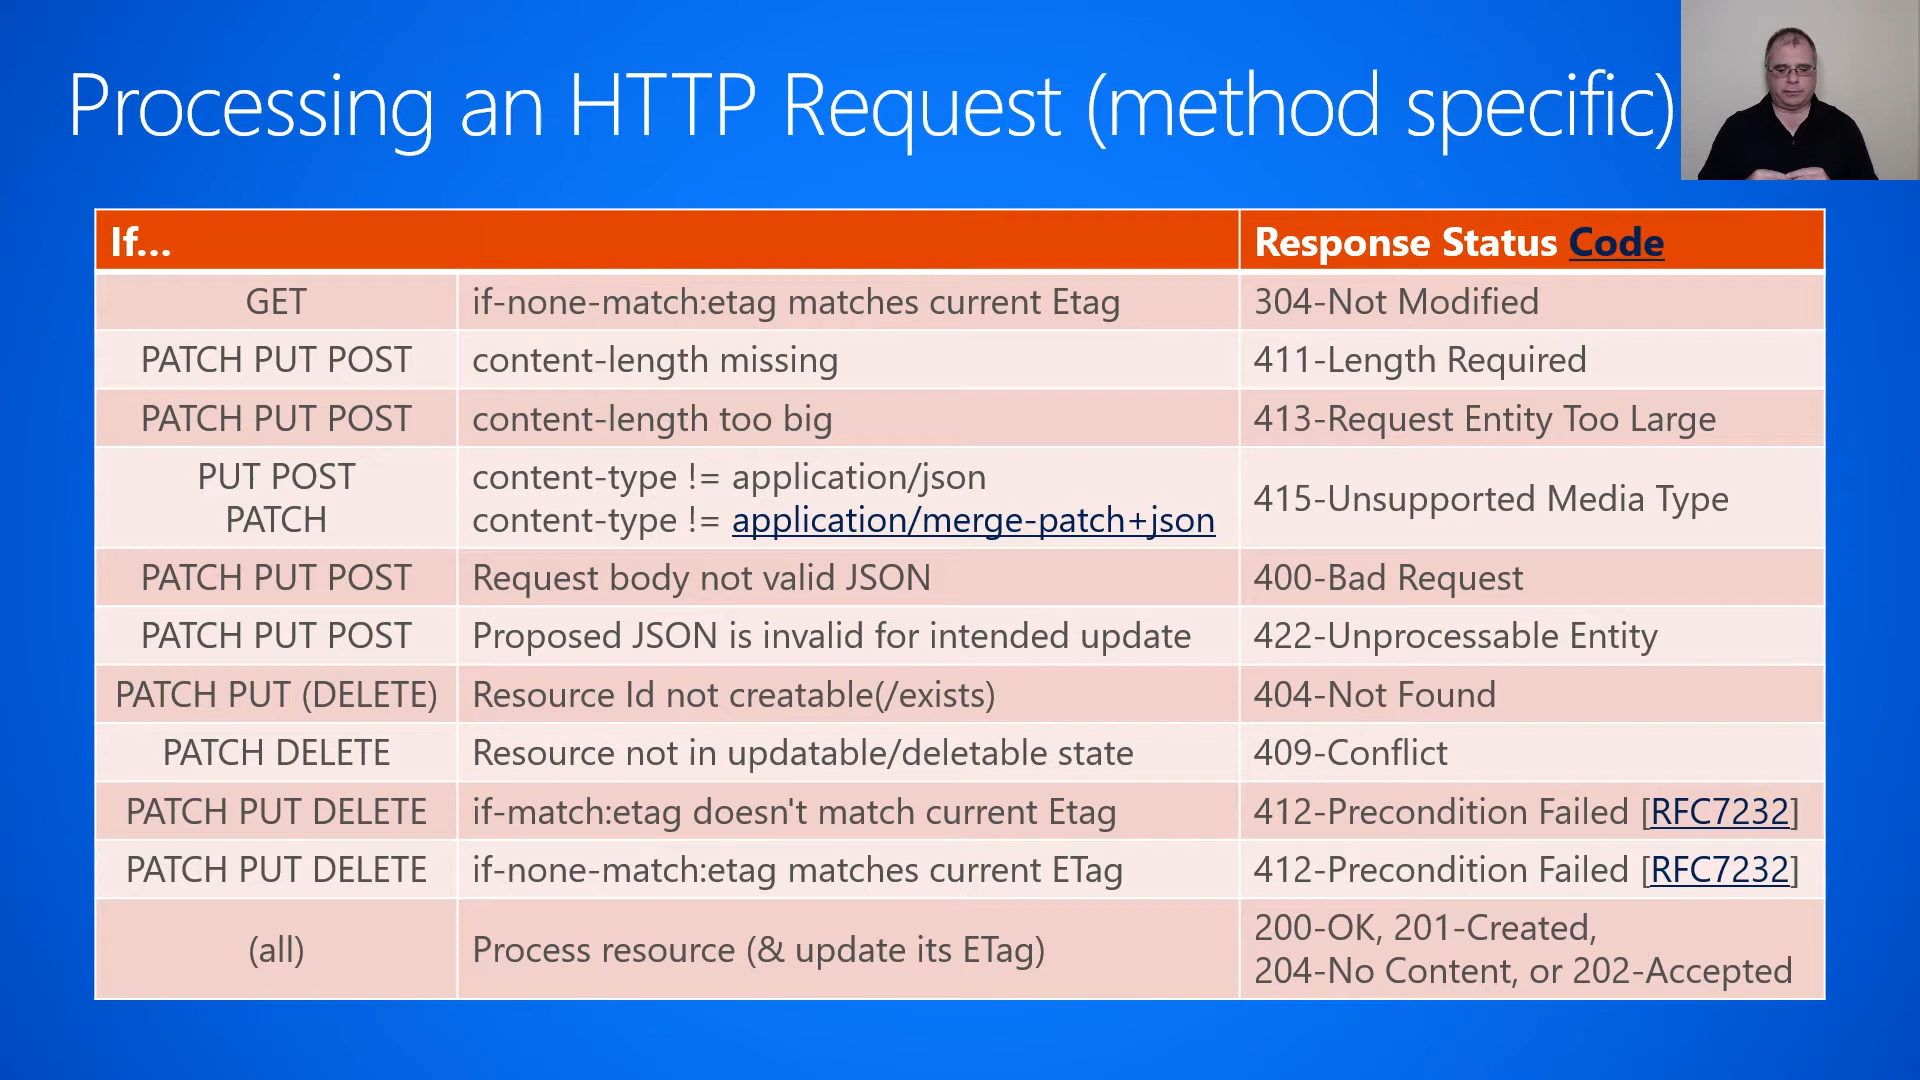 Processing an HTTP Request (method specific)
If... Response Status Code
GET if-none-match:etag matches current Etag 304-Not Modified
PATCH PUT POST content-length missing 411-Length Required
PATCH PUT POST content-length too big 413-Request Entity Too Large
PUT POST content-type != application/json
PATCH content-type != application/merge-patch+json
415-Unsupported Media Type
PATCH PUT POST Request body not valid JSON 400-Bad Request
PATCH PUT POST Proposed JSON is invalid for intended update 422-Unprocessable Entity
PATCH PUT (DELETE) Resource Id not creatable(/exists) 404-Not Found
PATCH DELETE Resource not in updatable/deletable state 409-Conflict
PATCH PUT DELETE if-match:etag doesn't match current Etag 412-Precondition Failed [RFC7232]
PATCH PUT DELETE if-none-match:etag matches current ETag 412-Precondition Failed [RFC7232]
(all) Process resource (& update its ETag) 200-OK, 201-Created,
204-No Content, or 202-Accepted